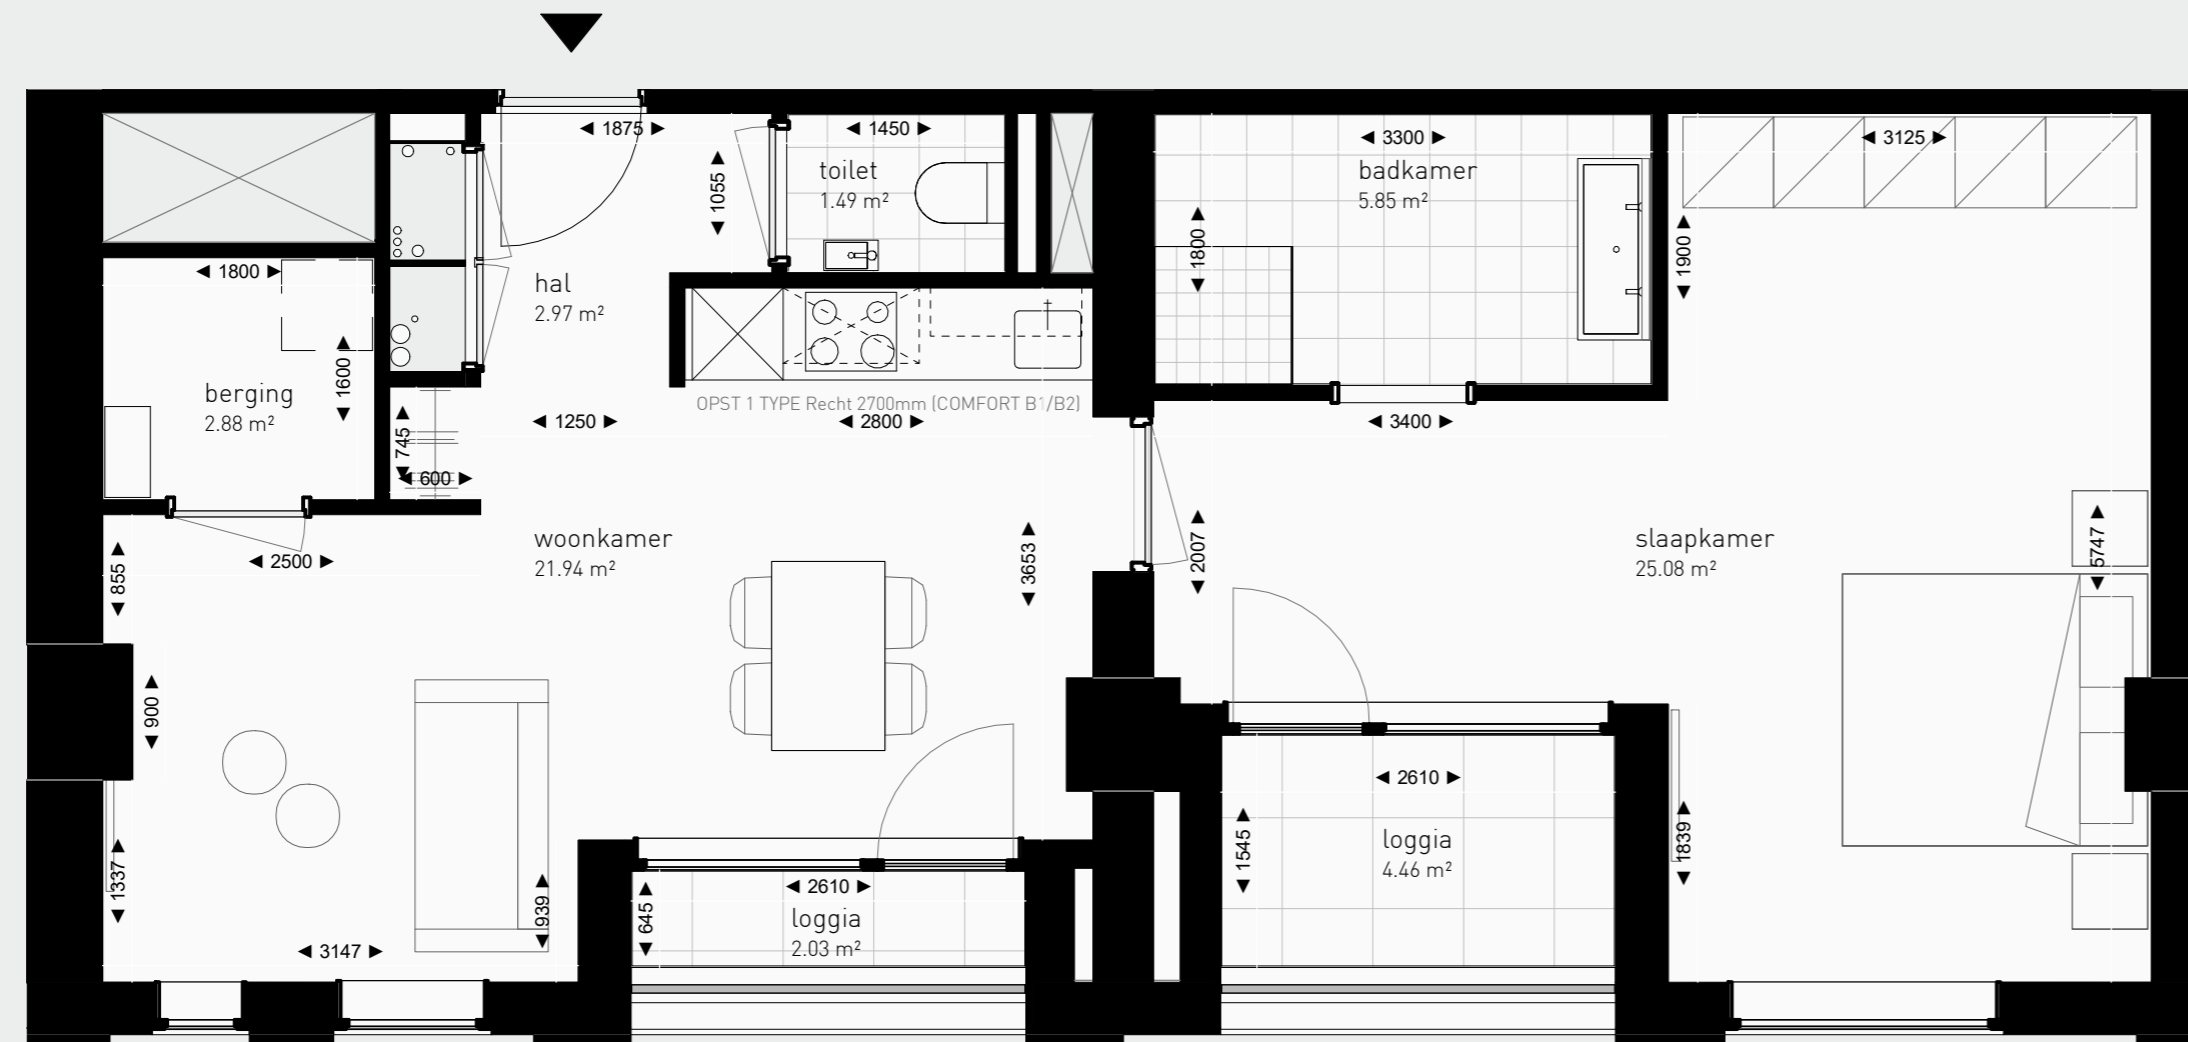 1875
1450
3300
3125
toilet
1.49 m²
1055
badkamer
5.85 m²
1800
1900
1800
hal
2.97 m²
1600
berging
2.88 m²
OPST 1 TYPE Recht 2700mm (COMFORT B1/B2)
745
600
1250
2800
3400
woonkamer
21.94 m²
855
2500
3653
2007
slaapkamer
25.08 m²
5747
900
2610
1545
loggia
4.46 m²
1839
1337
939
3147
645
2610
loggia
2.03 m²